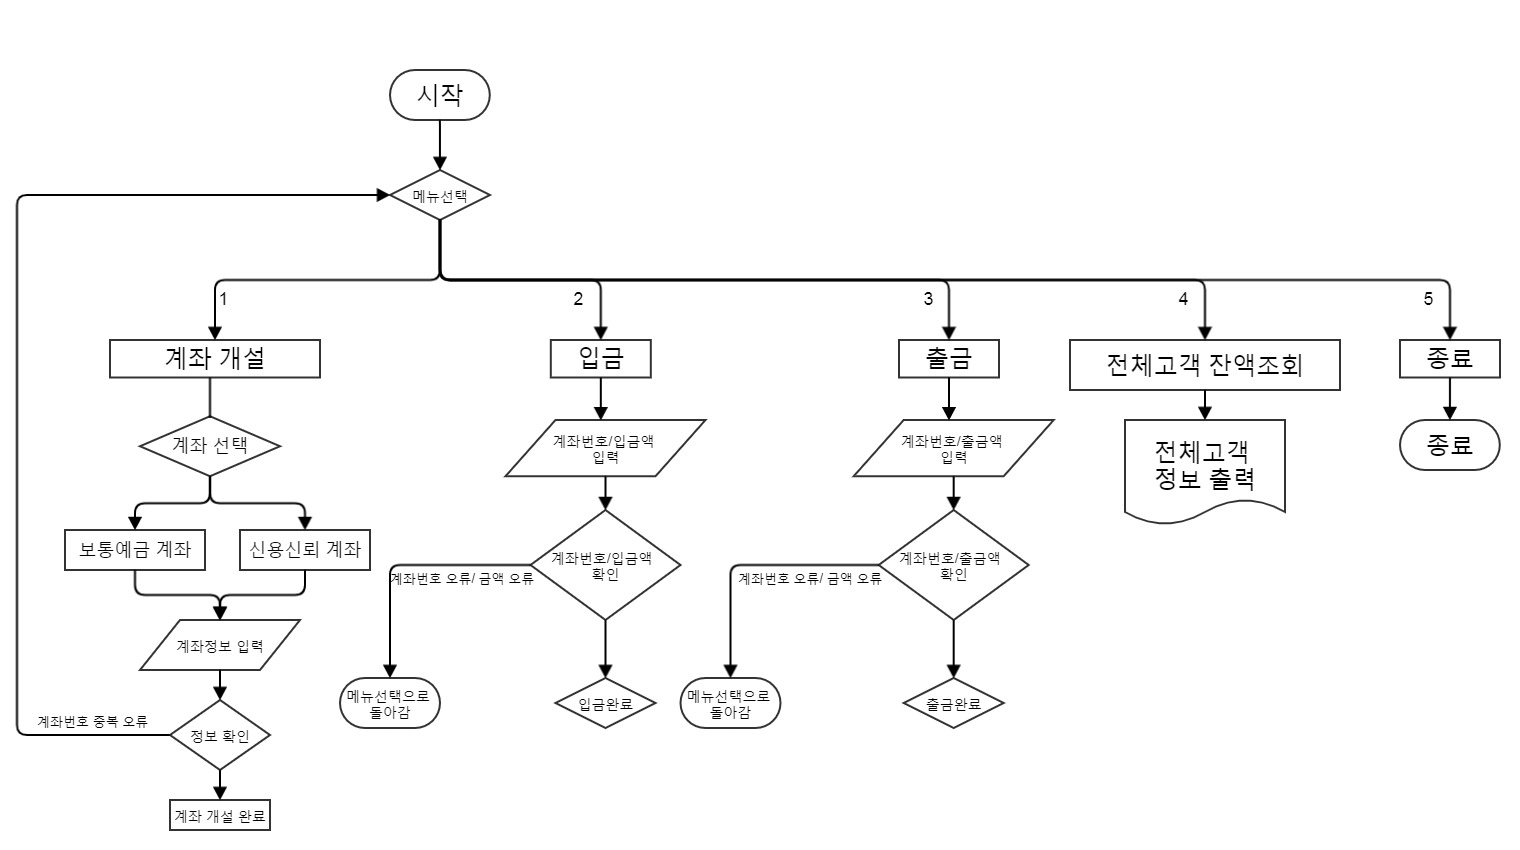 시작
메뉴선택
1
2
3
4
5
계좌 개설
입금
출금
전체고객 잔액조회
종료
계좌 선택
계좌번호/입금액
입력
계좌번호/출금액
입력
전체고객
정보 출력
종료
보통예금 계좌
신용신뢰 계좌
계좌번호/입금액
확인
계좌번호/출금액
확인
계좌번호 오류/ 금액 오류
계좌번호 오류/ 금액 오류
계좌정보 입력
메뉴선택으로
돌아감
입금완료
메뉴선택으로
돌아감
출금완료
계좌번호 중복 오류
정보 확인
계좌 개설 완료